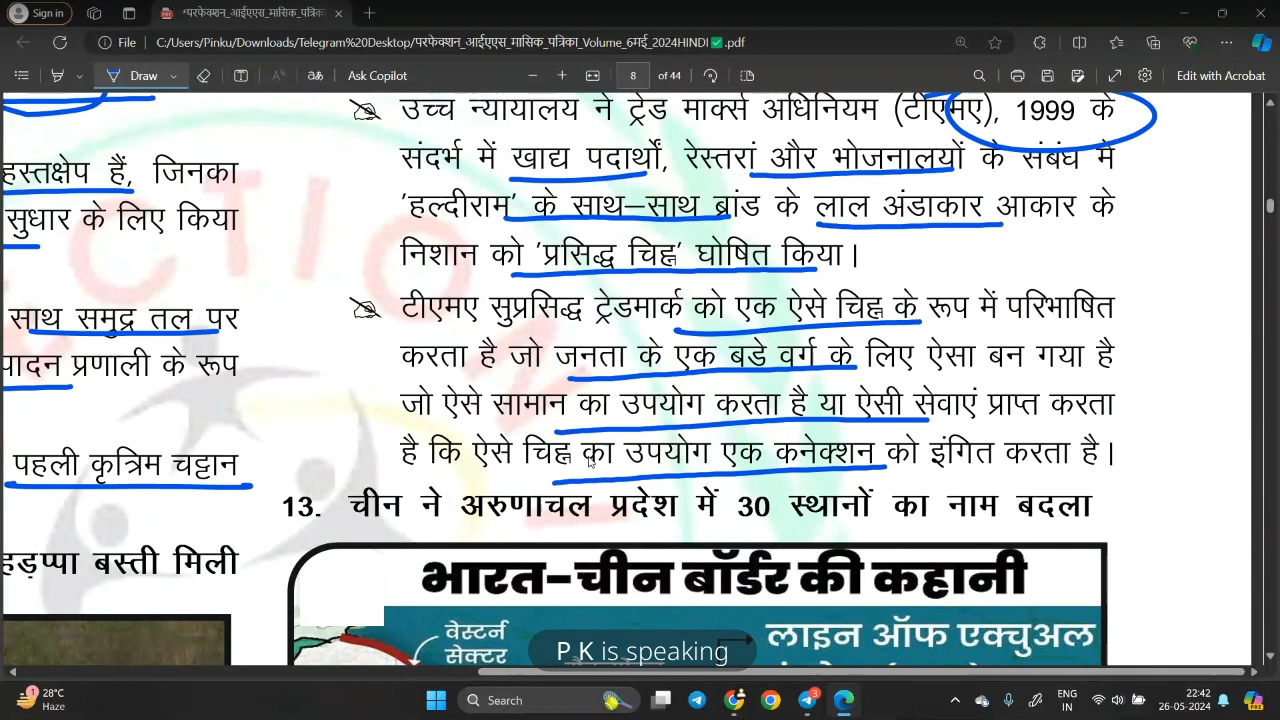 Sign in
*परफेक्शन_आईएएस_मासिक_पत्रिका
File C:/Users/Pinku/Downloads/Telegram%20Desktop/परफेक्शन_आईएएस_मासिक_पत्रिका_Volume_6मई_2024HINDI✅.pdf
Draw
Ask Copilot
8 of 44
Edit with Acrobat
हस्तक्षेप हैं, जिनका
सुधार के लिए किया
साथ समुद्र तल पर
पादन प्रणाली के रूप
पहली कृत्रिम चट्टान
हड़प्पा बस्ती मिली
उच्च न्यायालय ने ट्रेड मार्क्स अधिनियम (टीएमए), 1999 के
संदर्भ में खाद्य पदार्थों, रेस्तरां और भोजनालयों के संबंध में
'हल्दीराम' के साथ–साथ ब्रांड के लाल अंडाकार आकार के
निशान को 'प्रसिद्ध चिह्न' घोषित किया।
टीएमए सुप्रसिद्ध ट्रेडमार्क को एक ऐसे चिह्न के रूप में परिभाषित
करता है जो जनता के एक बडे वर्ग के लिए ऐसा बन गया है
जो ऐसे सामान का उपयोग करता है या ऐसी सेवाएं प्राप्त करता
है कि ऐसे चिह्न का उपयोग एक कनेक्शन को इंगित करता है।
13. चीन ने अरुणाचल प्रदेश में 30 स्थानों का नाम बदला
भारत-चीन बॉर्डर की कहानी
वेस्टर्न
सेक्टर
लाइन ऑफ एक्चुअल
P K is speaking
1
28°C
Haze
Search
3
ENG
IN
22:42
26-05-2024